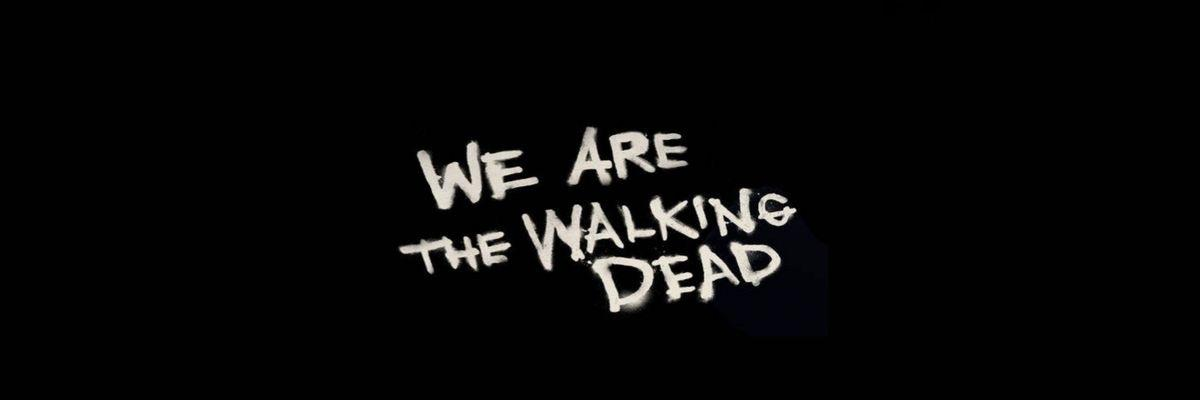 WE ARE
THE WALKING
DEAD